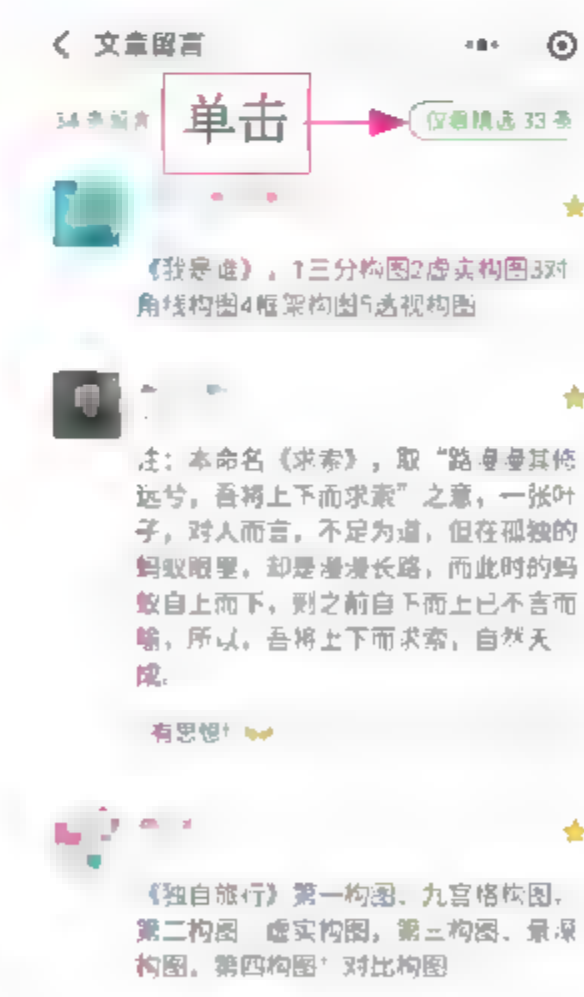 文章留言
54条留言 单击 仅看精选 33 条
《我是谁》，1三分构图2虚实构图3对
角线构图4框架构图5透视构图
注：本命名《求索》，取“路曼曼其修
远兮，吾将上下而求索”之意，一张叶
子，对人而言，不足为道，但在孤独的
蚂蚁眼里，却是漫漫长路，而此时的蚂
蚁自上而下，则之前自下而上已不言而
喻，所以，吾将上下而求索，自然天
成。
有思想！
《独自旅行》第一构图、九宫格构图，
第二构图 虚实构图，第三构图、景深
构图，第四构图，对比构图